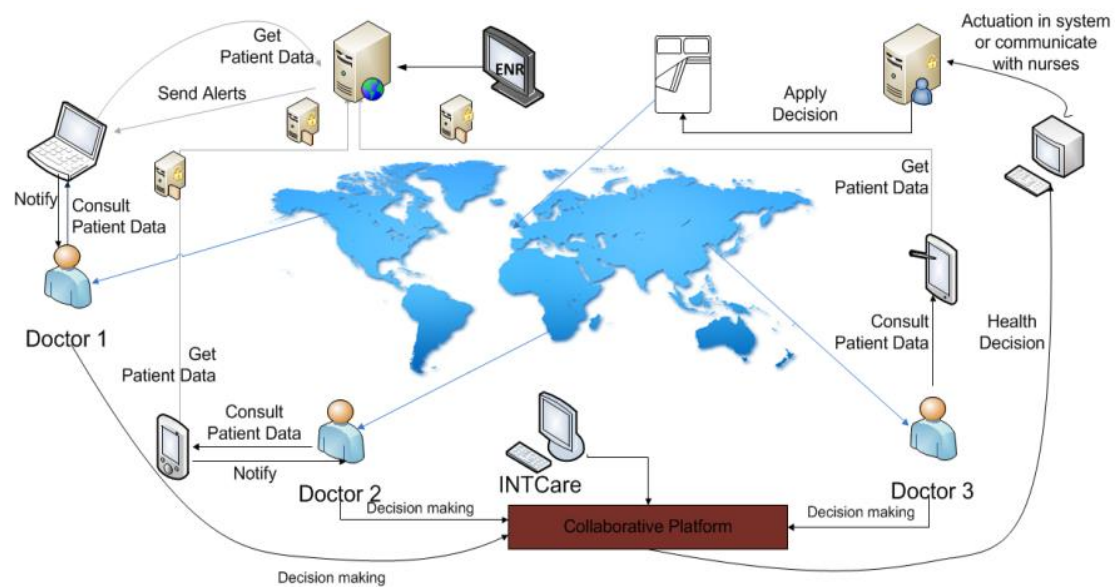 Get
Patient Data
Send Alerts
ENR
Apply
Decision
Actuation in system
or communicate
with nurses
Notify
Consult
Patient Data
Get
Patient Data
Doctor 1
Get
Patient Data
Consult
Patient Data
Health
Decision
Consult
Patient Data
Notify
Doctor 2
INTCare
Doctor 3
Decision making
Collaborative Platform
Decision making
Decision making